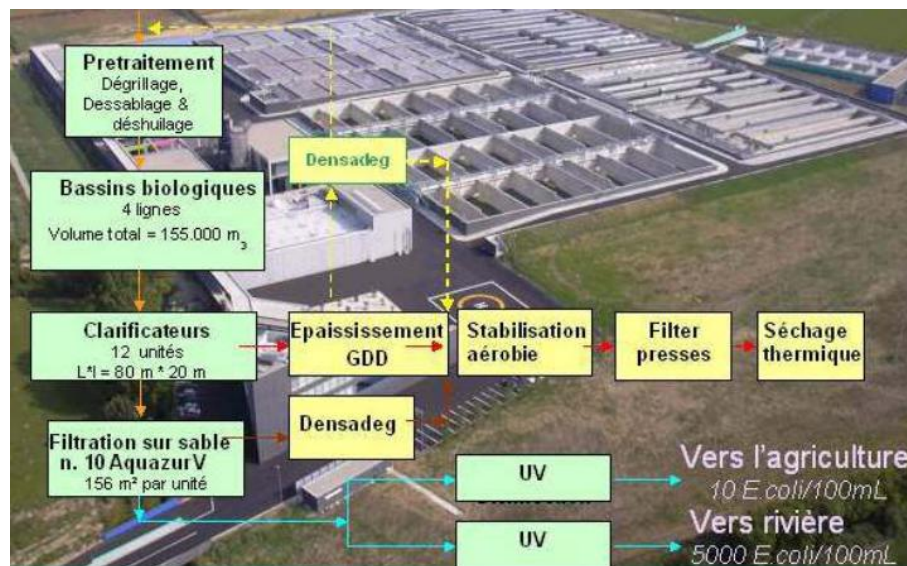 Pretraitement
Dégrillage,
Dessablage &
déshuilage
Densadeg
Bassins biologiques
4 lignes
Volume total = 155.000 m3
Clarificateurs
12 unités
L*l = 80 m * 20 m
Epaississement
GDD
Stabilisation
aérobie
Filter
presses
Séchage
thermique
Densadeg
Filtration sur sable
n. 10 Aquazur V
156 m² par unité
UV
Vers l'agriculture
10 E.coli/100mL
UV
Vers rivière
5000 E.coli/100mL
H